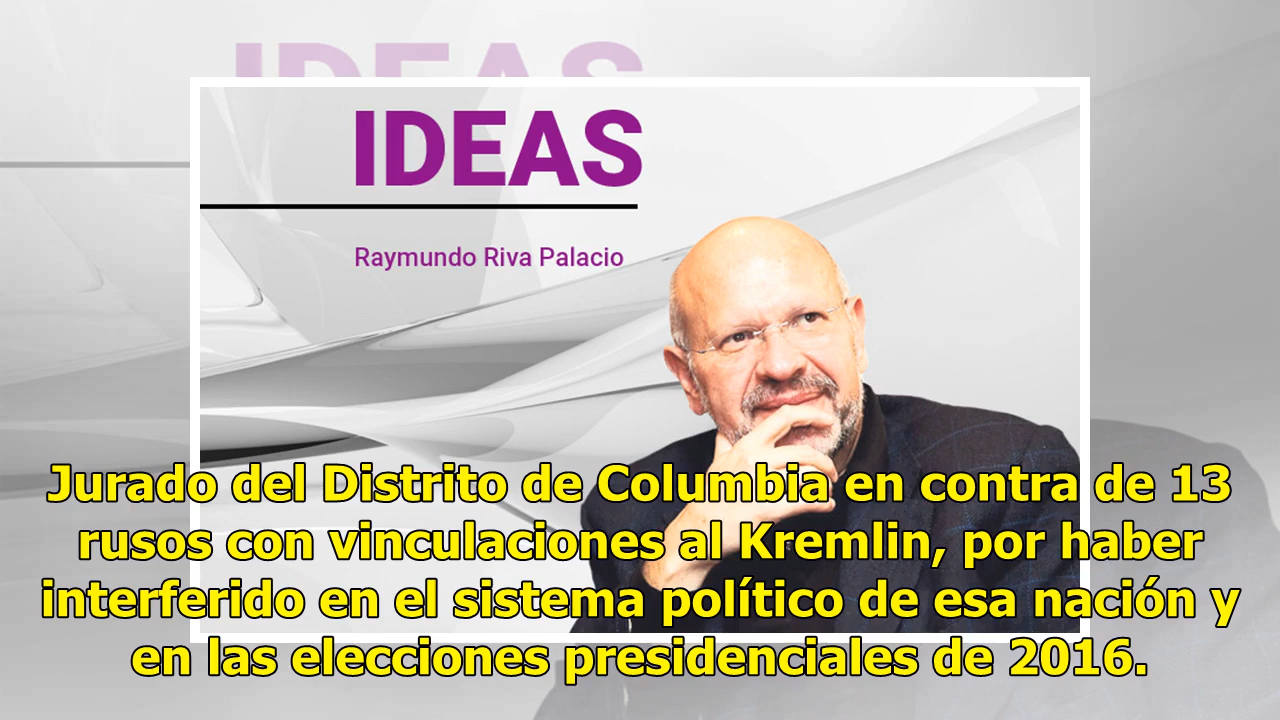 IDEAS
IDEAS
Raymundo Riva Palacio
Jurado del Distrito de Columbia en contra de 13
rusos con vinculaciones al Kremlin, por haber
interferido en el sistema político de esa nación y
en las elecciones presidenciales de 2016.